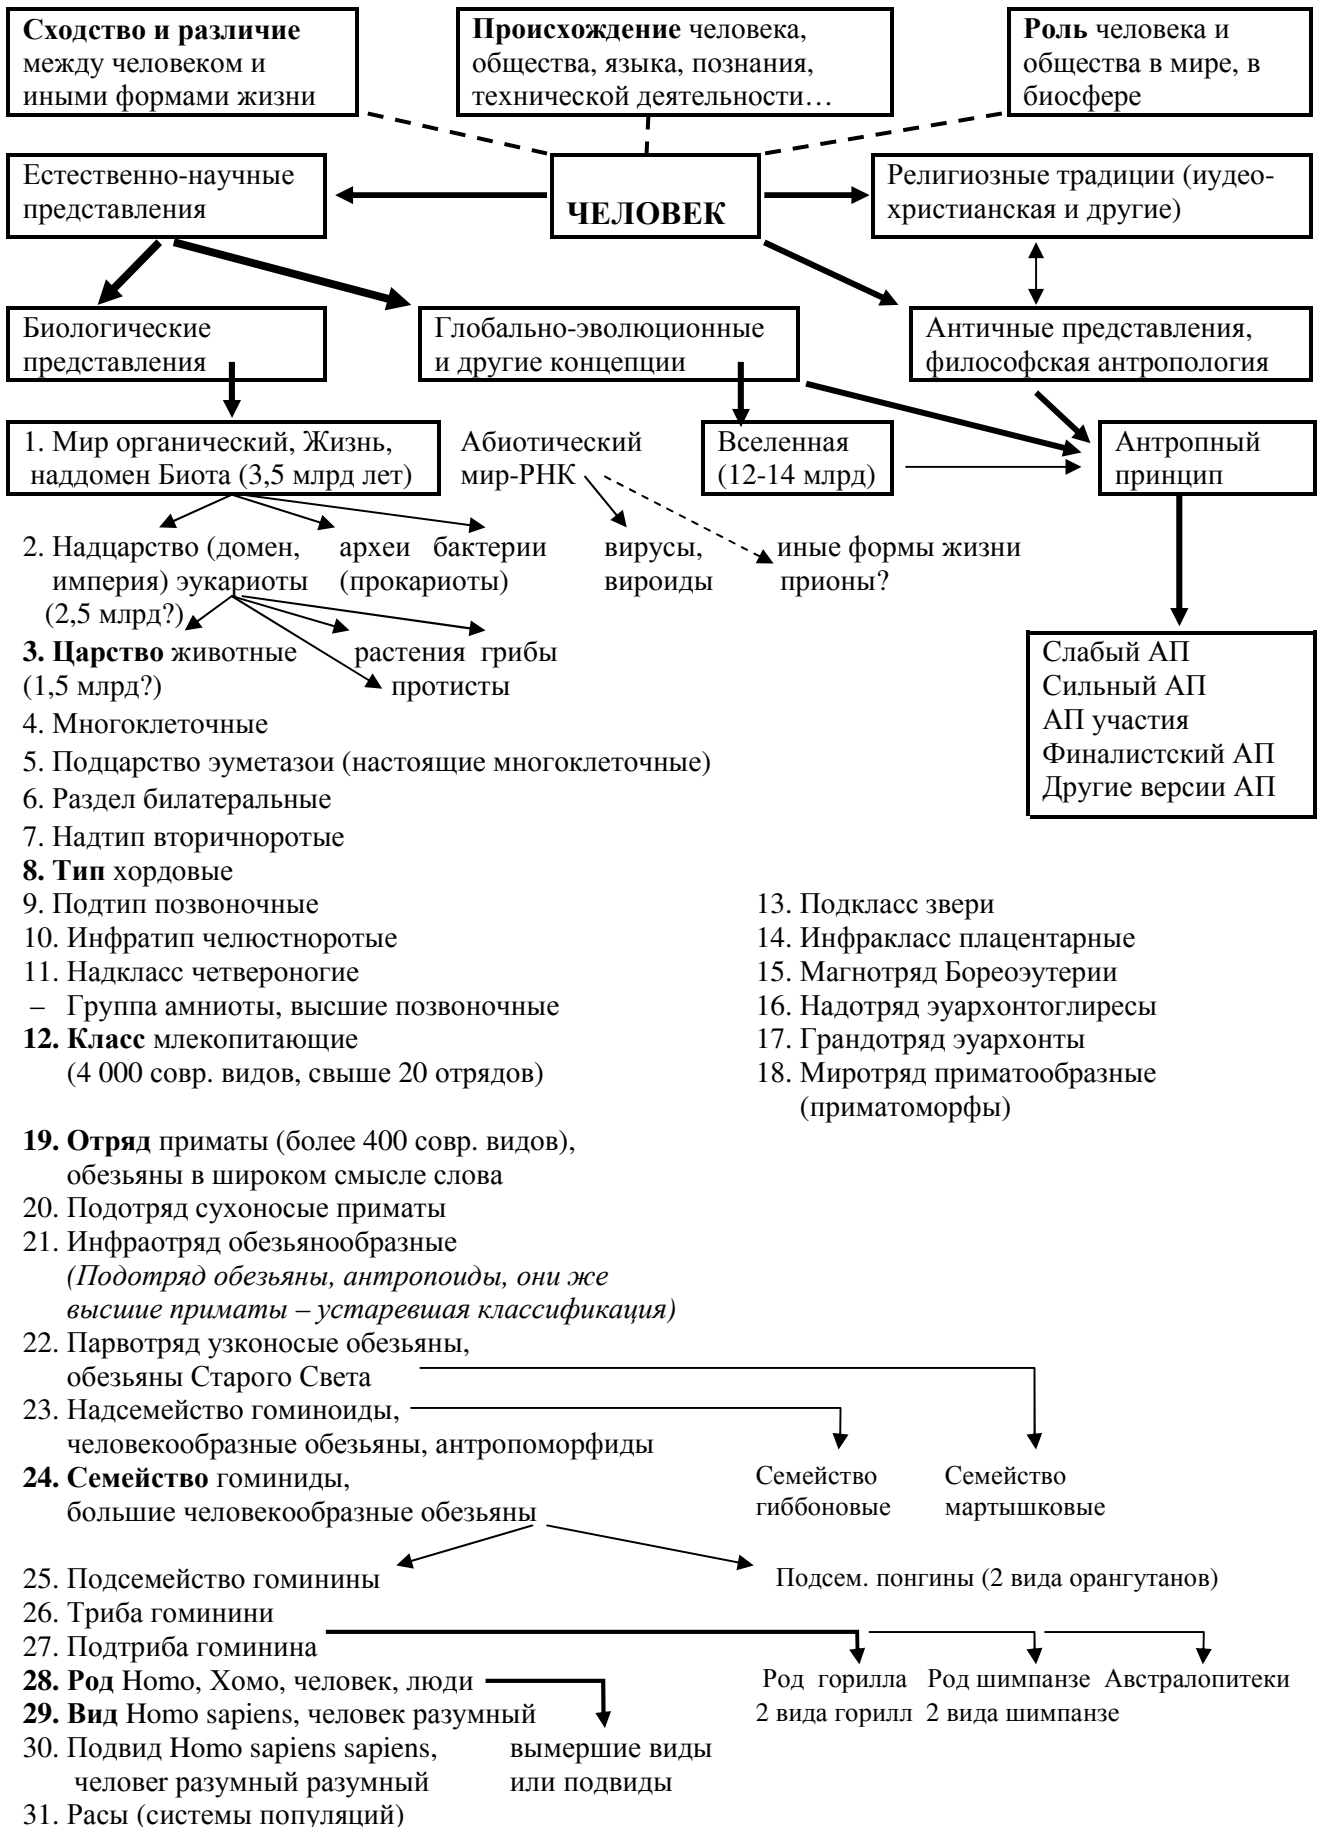 Сходство и различие
между человеком и
иными формами жизни
Происхождение человека,
общества, языка, познания,
технической деятельности…
Роль человека и
общества в мире, в
биосфере
Естественно-научные
представления
ЧЕЛОВЕК
Религиозные традиции (иудео-
христианская и другие)
Биологические
представления
Глобально-эволюционные
и другие концепции
Античные представления,
философская антропология
1. Мир органический, Жизнь,
наддомен Биота (3,5 млрд лет)
Абиотический
мир-РНК
Вселенная
(12-14 млрд)
Антропный
принцип
2. Надцарство (домен,
империя) эукариоты
(2,5 млрд?)
археи бактерии
(прокариоты)
вирусы,
вироиды
иные формы жизни
прионы?
3. Царство животные
(1,5 млрд?)
растения грибы
протисты
Слабый АП
Сильный АП
АП участия
Финалистский АП
Другие версии АП
4. Многоклеточные
5. Подцарство эуметазои (настоящие многоклеточные)
6. Раздел билатеральные
7. Надтип вторичноротые
8. Тип хордовые
9. Подтип позвоночные
10. Инфратип челюстноротые
11. Надкласс четвероногие
– Группа амниоты, высшие позвоночные
12. Класс млекопитающие
(4 000 совр. видов, свыше 20 отрядов)
13. Подкласс звери
14. Инфракласс плацентарные
15. Магнотряд Бореоэутерии
16. Надотряд эуархонтоглиресы
17. Грандотряд эуархонты
18. Миротряд приматообразные
(приматоморфы)
19. Отряд приматы (более 400 совр. видов),
обезьяны в широком смысле слова
20. Подотряд сухоносые приматы
21. Инфраотряд обезьянообразные
(Подотряд обезьяны, антропоиды, они же
высшие приматы – устаревшая классификация)
22. Парвотряд узконосые обезьяны,
обезьяны Старого Света
23. Надсемейство гоминоиды,
человекообразные обезьяны, антропоморфиды
24. Семейство гоминиды,
большие человекообразные обезьяны
Семейство
гиббоновые
Семейство
мартышковые
25. Подсемейство гоминины
Подсем. понгины (2 вида орангутанов)
26. Триба гоминини
27. Подтриба гоминина
28. Род Homo, Хомо, человек, люди
29. Вид Homo sapiens, человек разумный
30. Подвид Homo sapiens sapiens,
человег разумный разумный
вымершие виды
или подвиды
Род горилла
2 вида горилл
Род шимпанзе
2 вида шимпанзе
Австралопитеки
31. Расы (системы популяций)